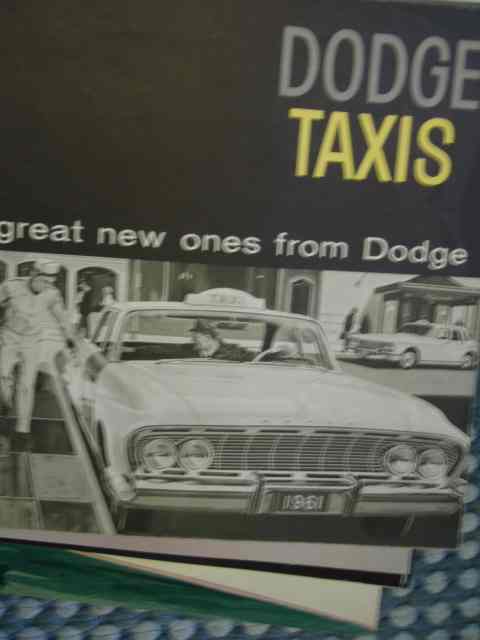 DODGE
TAXIS
great new ones from Dodge
TAXI
1961